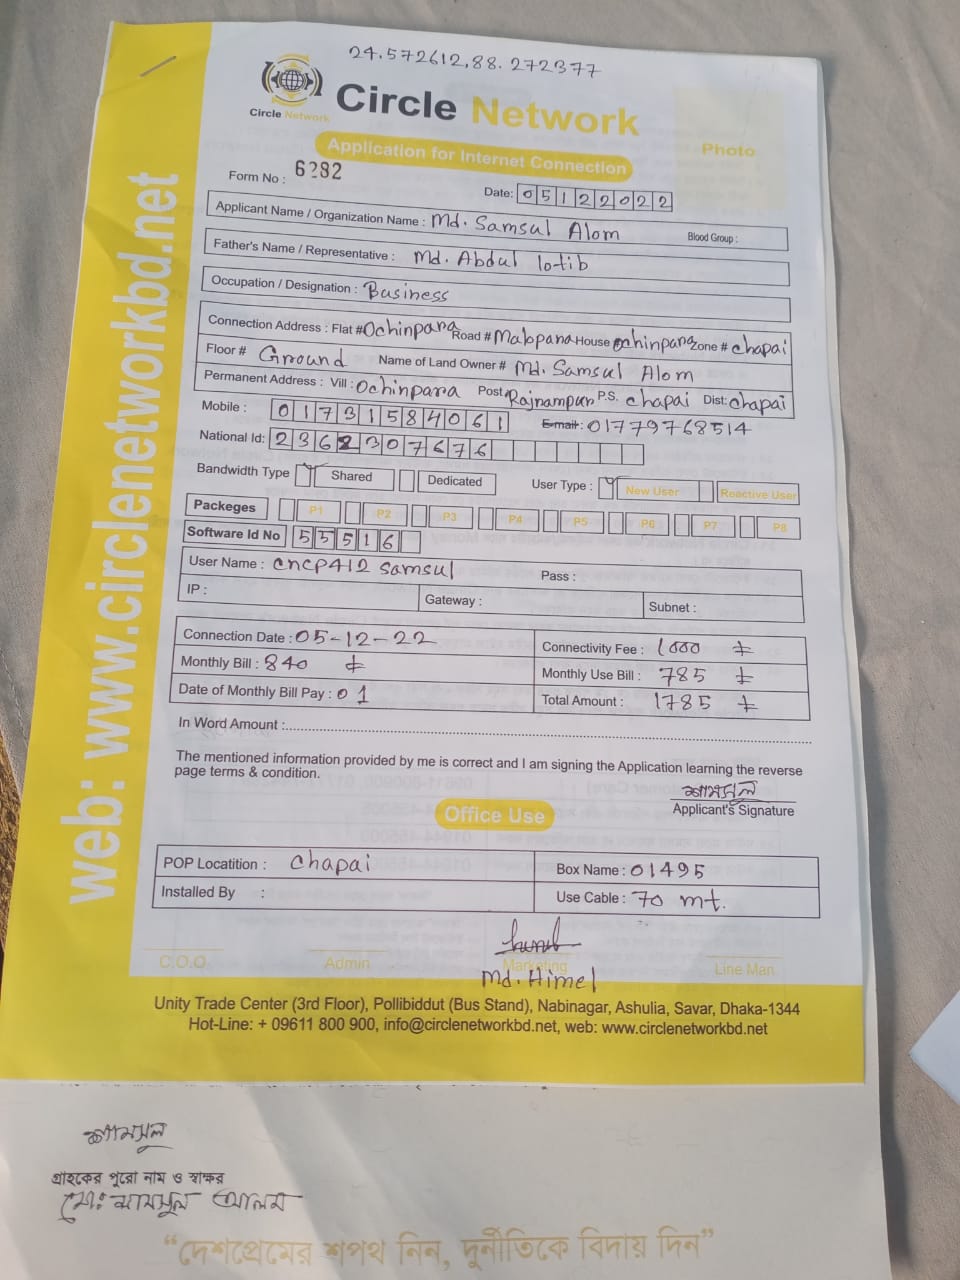 24.572612,88.272377
Circle Network
Circle Network
Application for Internet Connection
Photo
Form No : 6282
Date: 05122022
Applicant Name / Organization Name : Md. Samsul Alom Blood Group :
Father's Name / Representative : Md. Abdul lotib
Occupation / Designation : Business
Connection Address : Flat # Ochinpara Road # Malopara House # Ochinpara Zone # Chapai
Floor # Ground Name of Land Owner # Md. Samsul Alom
Permanent Address : Vill : Ochinpara Post Rajrampur P.S. Chapai Dist: Chapai
Mobile : 01731584061 E-mail : 01779768514
National Id: 2362307676
Bandwidth Type Shared Dedicated User Type : New User Reactive User
Packeges P1 P2 P3 P4 P5 P6 P7 P8
Software Id No 55516
User Name : cncp412 samsul Pass :
IP : Gateway : Subnet :
Connection Date : 05-12-22 Connectivity Fee : 1000
Monthly Bill : 840 Monthly Use Bill : 785
Date of Monthly Bill Pay : 01 Total Amount : 1785
In Word Amount :
The mentioned information provided by me is correct and I am signing the Application learning the reverse
page terms & condition.
শামসুল
Applicant's Signature
Office Use
POP Locatition : Chapai Box Name : 01495
Installed By : Use Cable : 70 mt.
C.O.O Admin Marketing Line Man
Md. Himel
Unity Trade Center (3rd Floor), Pollibiddut (Bus Stand), Nabinagar, Ashulia, Savar, Dhaka-1344
Hot-Line: + 09611 800 900, info@circlenetworkbd.net, web: www.circlenetworkbd.net
web: www.circlenetworkbd.net
শামসুল
গ্রাহকের পুরো নাম ও স্বাক্ষর
মো: সামসুল আলম
“দেশপ্রেমের শপথ নিন, দুর্নীতিকে বিদায় দিন”